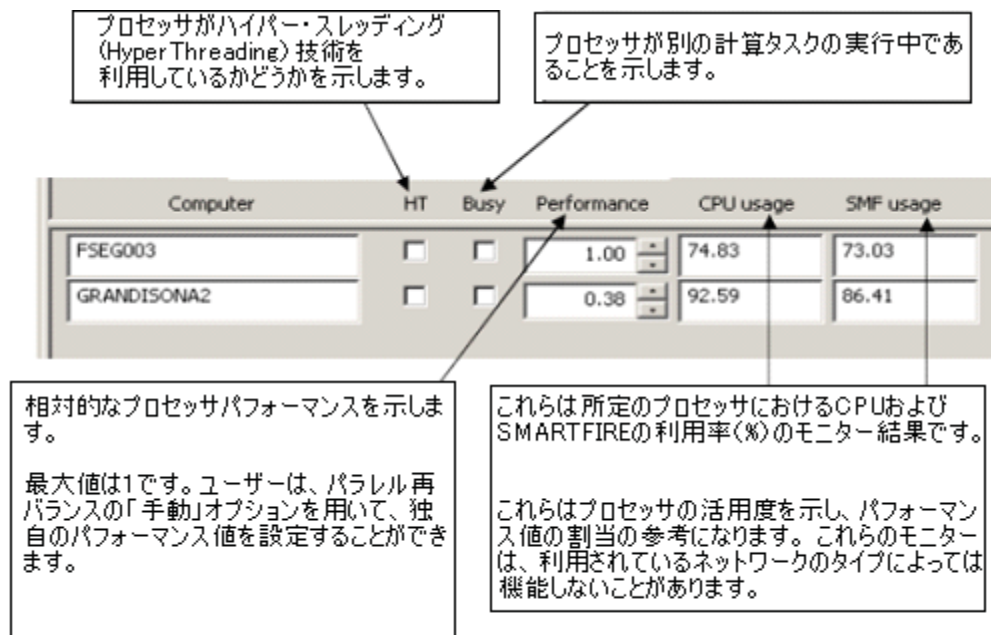 プロセッサがハイパー・スレッディング
(HyperThreading) 技術を
利用しているかどうかを示します。
プロセッサが別の計算タスクの実行中であ
ることを示します。
Computer HT Busy Performance CPU usage SMF usage
FSEG003 1.00 74.83 73.03
GRANDISONA2 0.38 92.59 86.41
相対的なプロセッサパフォーマンスを示しま
す。
最大値は1です。ユーザーは、パラレル再
バランスの「手動」オプションを用いて、独
自のパフォーマンス値を設定することができ
ます。
これらは所定のプロセッサにおけるCPUおよび
SMARTFIREの利用率(%)のモニター結果です。
これらはプロセッサの活用度を示し、パフォーマン
ス値の割当の参考になります。これらのモニター
は、利用されているネットワークのタイプによっては
機能しないことがあります。